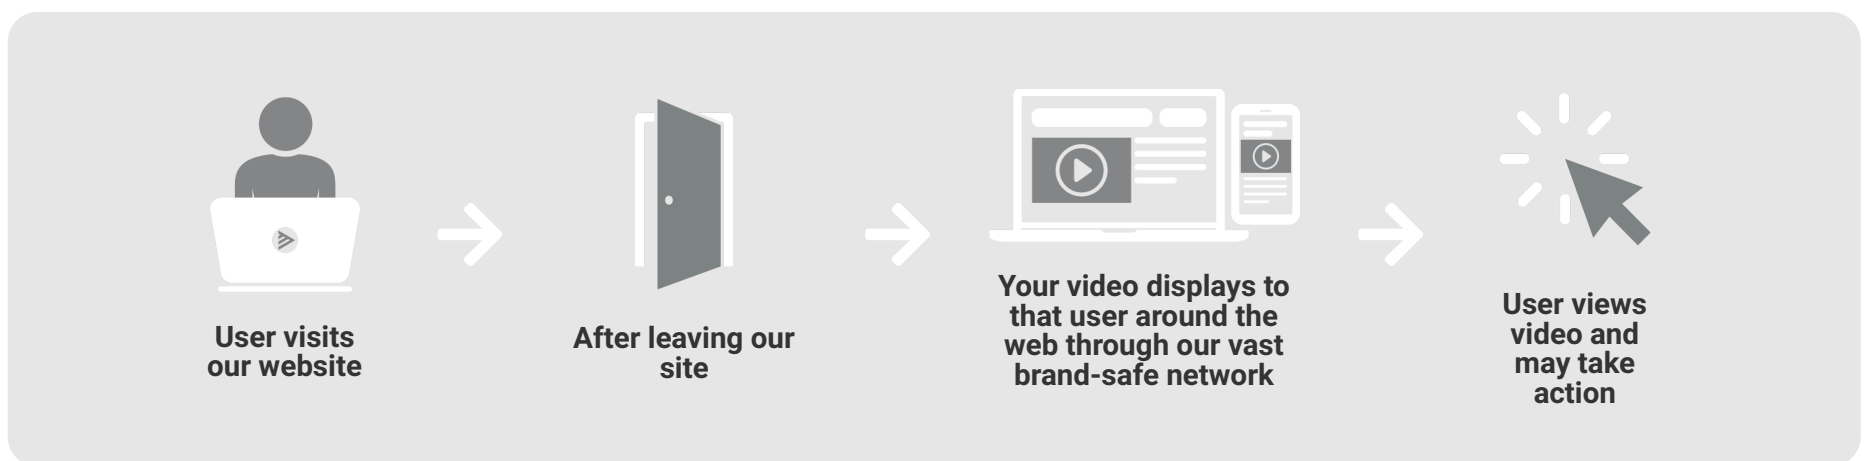 User visits
our website
After leaving our
site
Your video displays to
that user around the
web through our vast
brand-safe network
User views
video and
may take
action